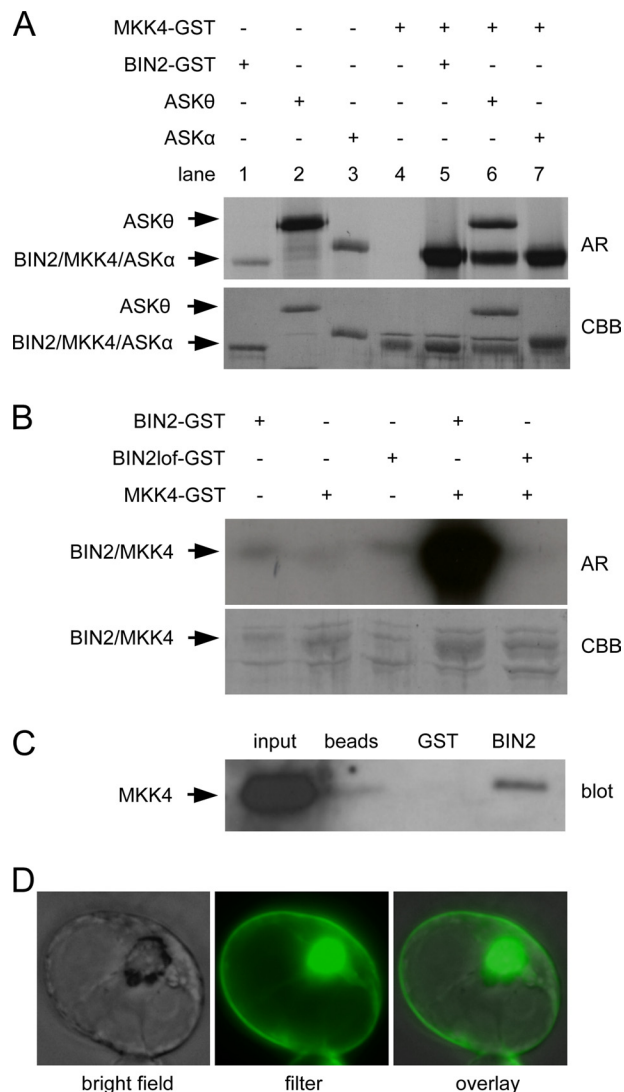 A
MKK4-GST - - - + + + +
BIN2-GST + - - - + - -
ASKθ - + - - - + -
ASKα - - + - - - +
lane 1 2 3 4 5 6 7
ASKθ
BIN2/MKK4/ASKα
AR
ASKθ
BIN2/MKK4/ASKα
CBB
B
BIN2-GST + - - + -
BIN2lof-GST - - + - +
MKK4-GST - + - + +
BIN2/MKK4
AR
BIN2/MKK4
CBB
C
input beads GST BIN2
MKK4
blot
D
bright field filter overlay